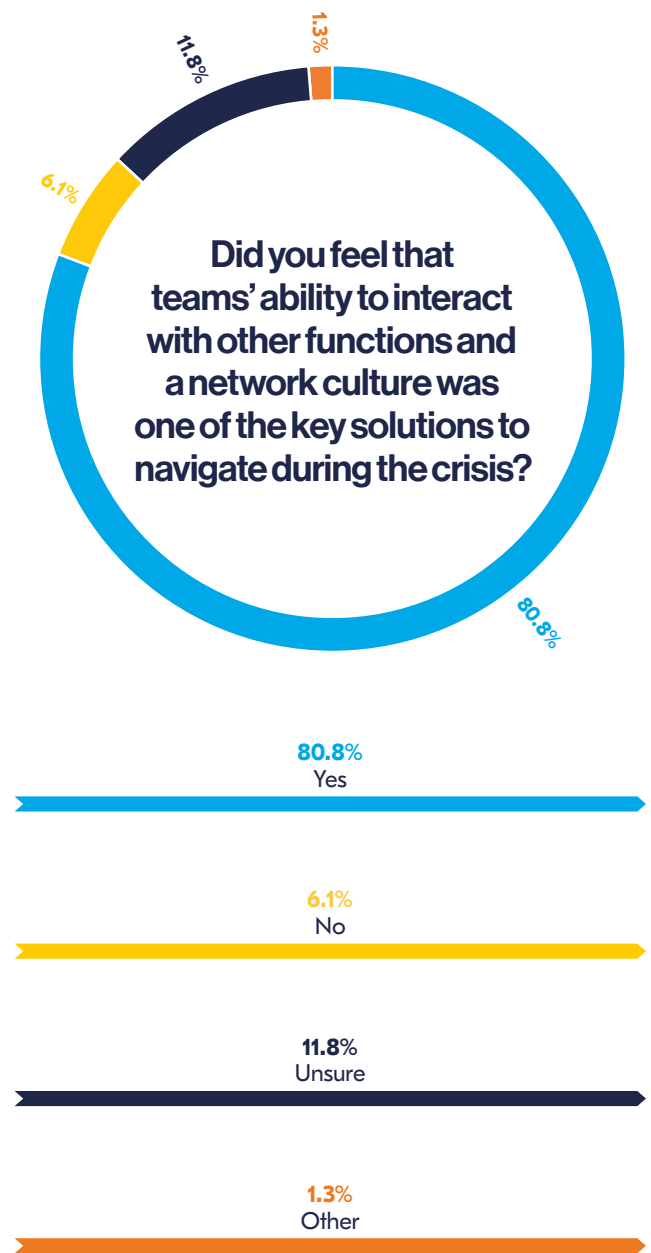 1.3%
11.8%
6.1%
Did you feel that
teams’ ability to interact
with other functions and
a network culture was
one of the key solutions to
navigate during the crisis?
80.8%
80.8%
Yes
6.1%
No
11.8%
Unsure
1.3%
Other